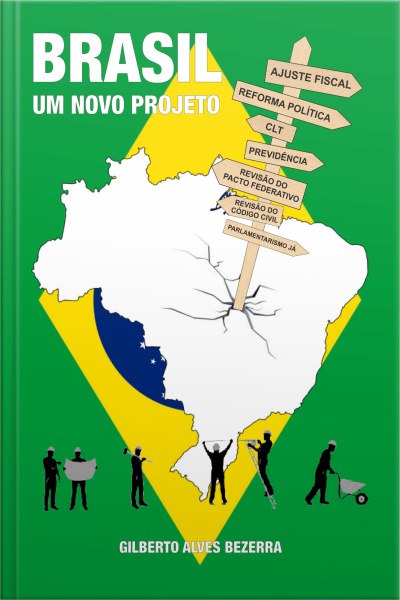 BRASIL
UM NOVO PROJETO
AJUSTE FISCAL
REFORMA POLÍTICA
CLT
PREVIDÊNCIA
REVISÃO DO
PACTO FEDERATIVO
REVISÃO DO
CÓDIGO CIVIL
PARLAMENTARISMO JÁ
GILBERTO ALVES BEZERRA